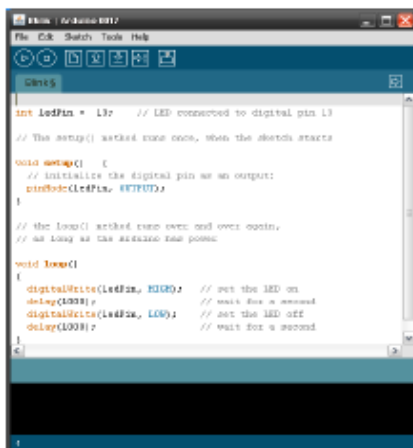 Blink | Arduino 0017
File Edit Sketch Tools Help
Blink §
int ledPin = 13; // LED connected to digital pin 13
// The setup() method runs once, when the sketch starts
void setup() {
// initialize the digital pin as an output:
pinMode(ledPin, OUTPUT);
}
// the loop() method runs over and over again,
// as long as the Arduino has power
void loop()
{
digitalWrite(ledPin, HIGH); // set the LED on
delay(1000); // wait for a second
digitalWrite(ledPin, LOW); // set the LED off
delay(1000); // wait for a second
}